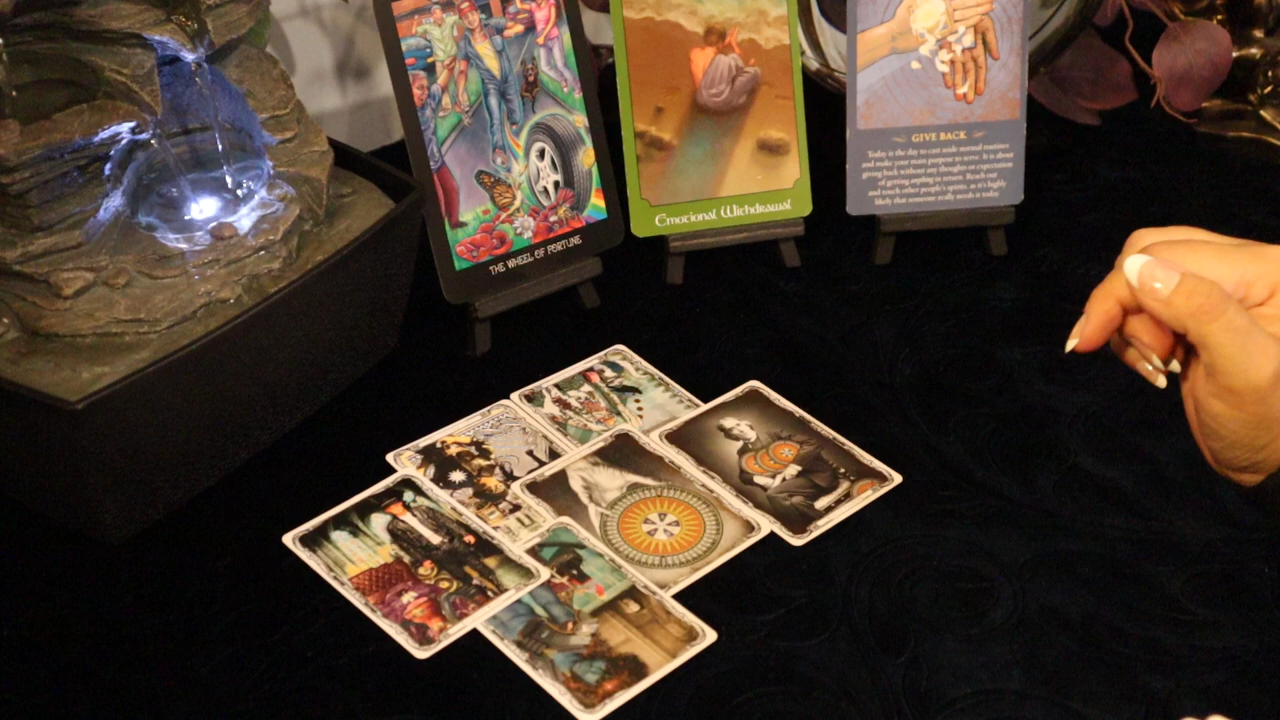 THE WHEEL OF FORTUNE
Emotional Withdrawal
GIVE BACK
Today is the day to cast aside normal routines
and make your main purpose to serve. It is about
giving back without any thoughts or expectation
of getting anything in return. Reach out
and touch other people's spirits, as it's highly
likely that someone really needs it today.